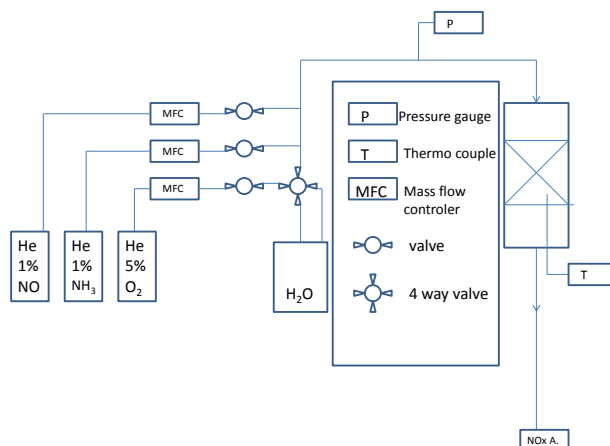 P
MFC
MFC
MFC
P Pressure gauge
T Thermo couple
MFC Mass flow
controler
valve
4 way valve
He
1%
NO
He
1%
NH₃
He
5%
O₂
H₂O
T
NOx A.